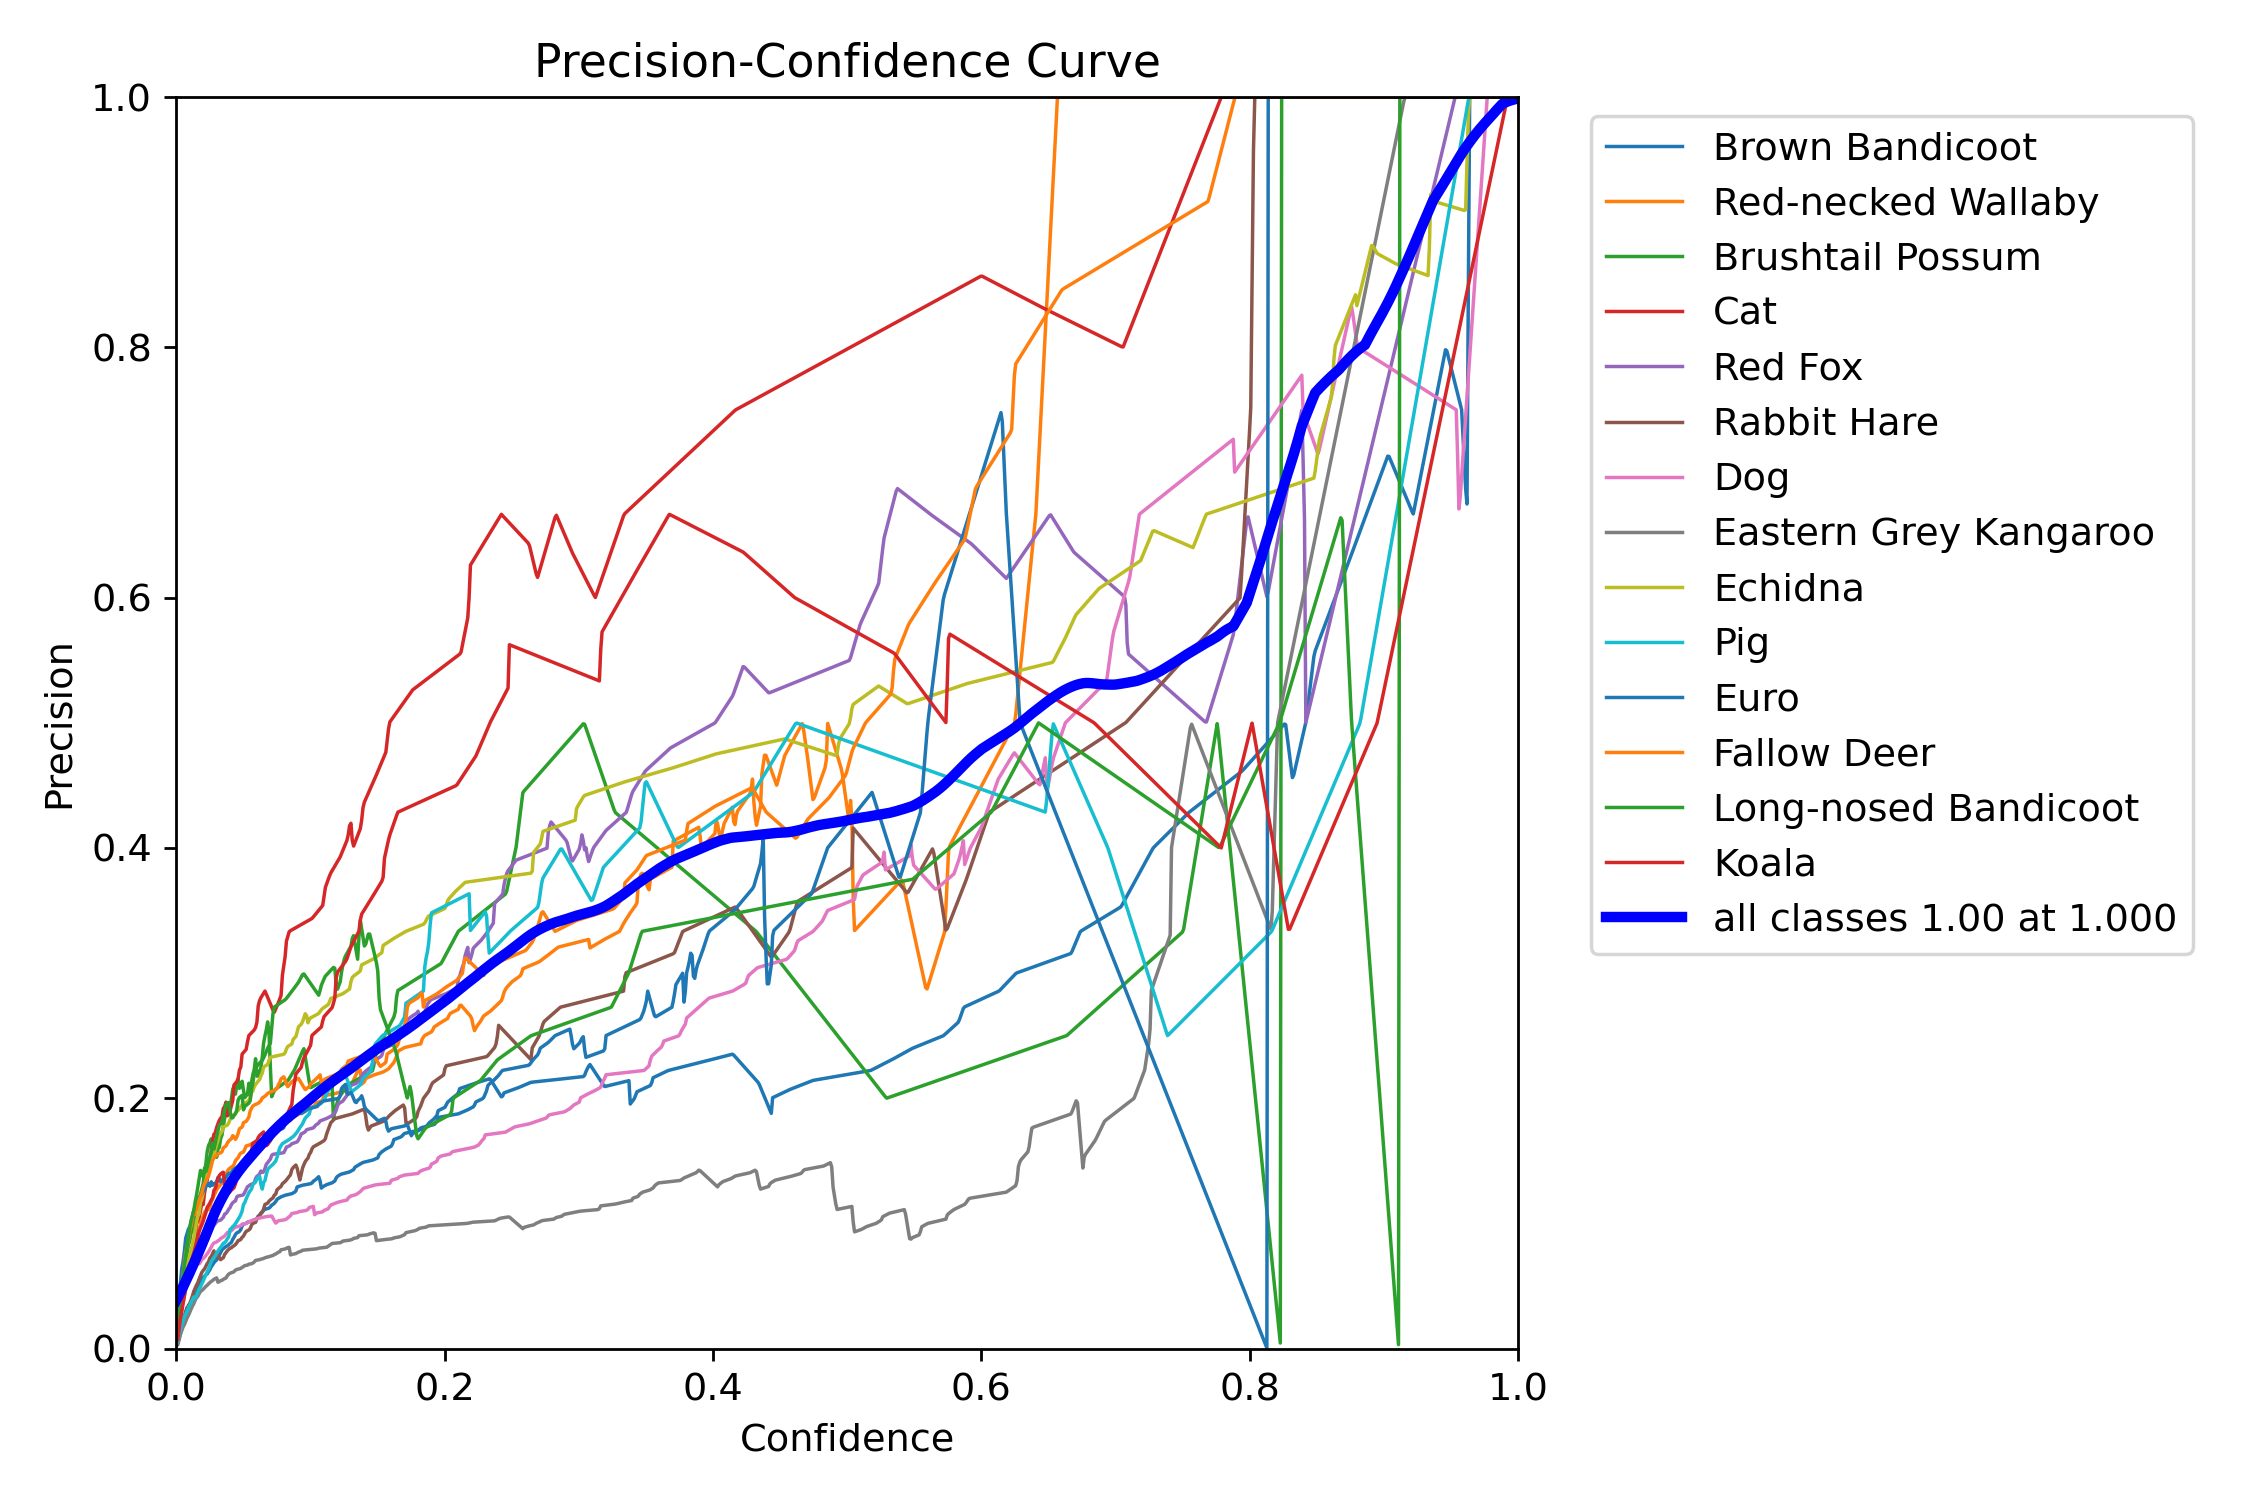 Precision-Confidence Curve
1.0
0.8
0.6
0.4
0.2
0.0
Precision
0.0 0.2 0.4 0.6 0.8 1.0
Confidence
Brown Bandicoot
Red-necked Wallaby
Brushtail Possum
Cat
Red Fox
Rabbit Hare
Dog
Eastern Grey Kangaroo
Echidna
Pig
Euro
Fallow Deer
Long-nosed Bandicoot
Koala
all classes 1.00 at 1.000